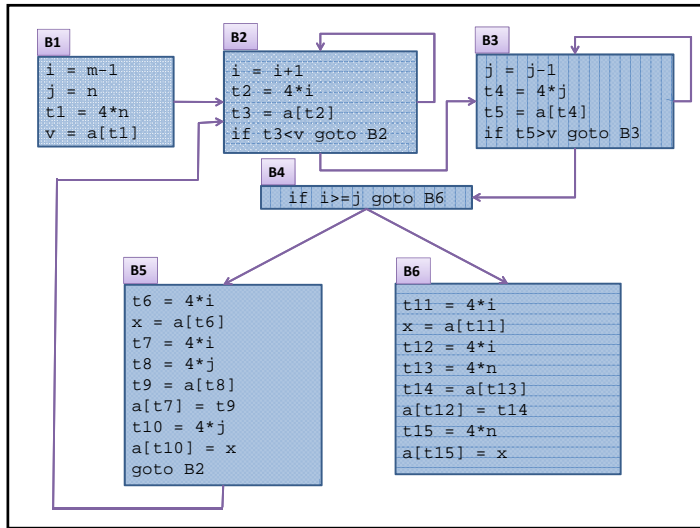 B1
i = m-1
j = n
t1 = 4*n
v = a[t1]
B2
i = i+1
t2 = 4*i
t3 = a[t2]
if t3<v goto B2
B3
j = j-1
t4 = 4*j
t5 = a[t4]
if t5>v goto B3
B4
if i>=j goto B6
B5
t6 = 4*i
x = a[t6]
t7 = 4*i
t8 = 4*j
t9 = a[t8]
a[t7] = t9
t10 = 4*j
a[t10] = x
goto B2
B6
t11 = 4*i
x = a[t11]
t12 = 4*i
t13 = 4*n
t14 = a[t13]
a[t12] = t14
t15 = 4*n
a[t15] = x